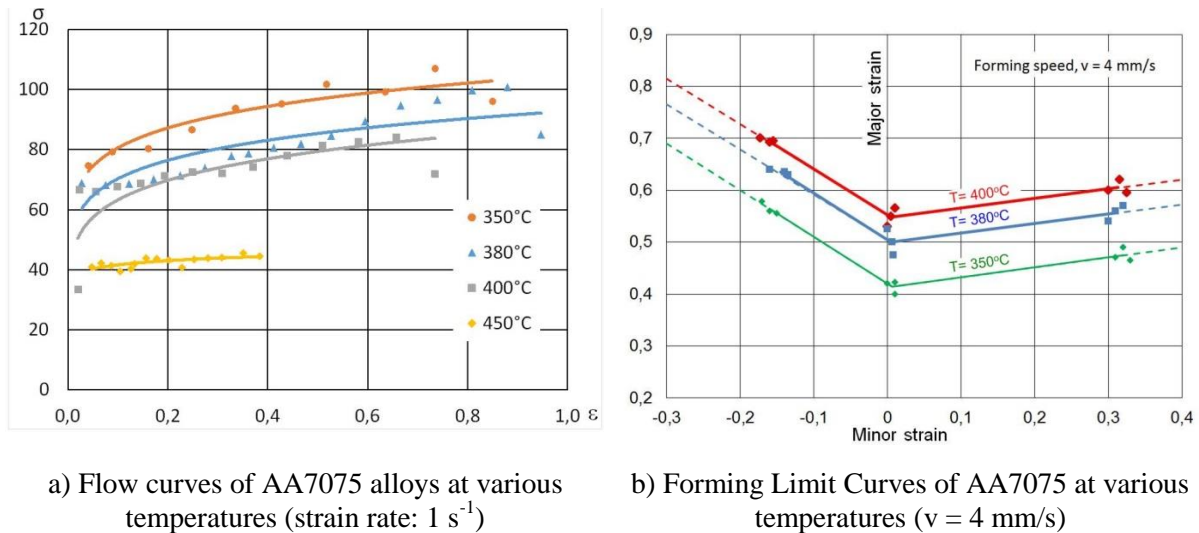 σ
120
100
80
60
40
20
0
0,0 0,2 0,4 0,6 0,8 1,0 ε
350°C
380°C
400°C
450°C
0,9
0,8
0,7
0,6
0,5
0,4
0,3
0,2
-0,3 -0,2 -0,1 0 0,1 0,2 0,3 0,4
Major strain
Minor strain
Forming speed, v = 4 mm/s
T= 400°C
T= 380°C
T= 350°C
a) Flow curves of AA7075 alloys at various
temperatures (strain rate: 1 s⁻¹)
b) Forming Limit Curves of AA7075 at various
temperatures (v = 4 mm/s)